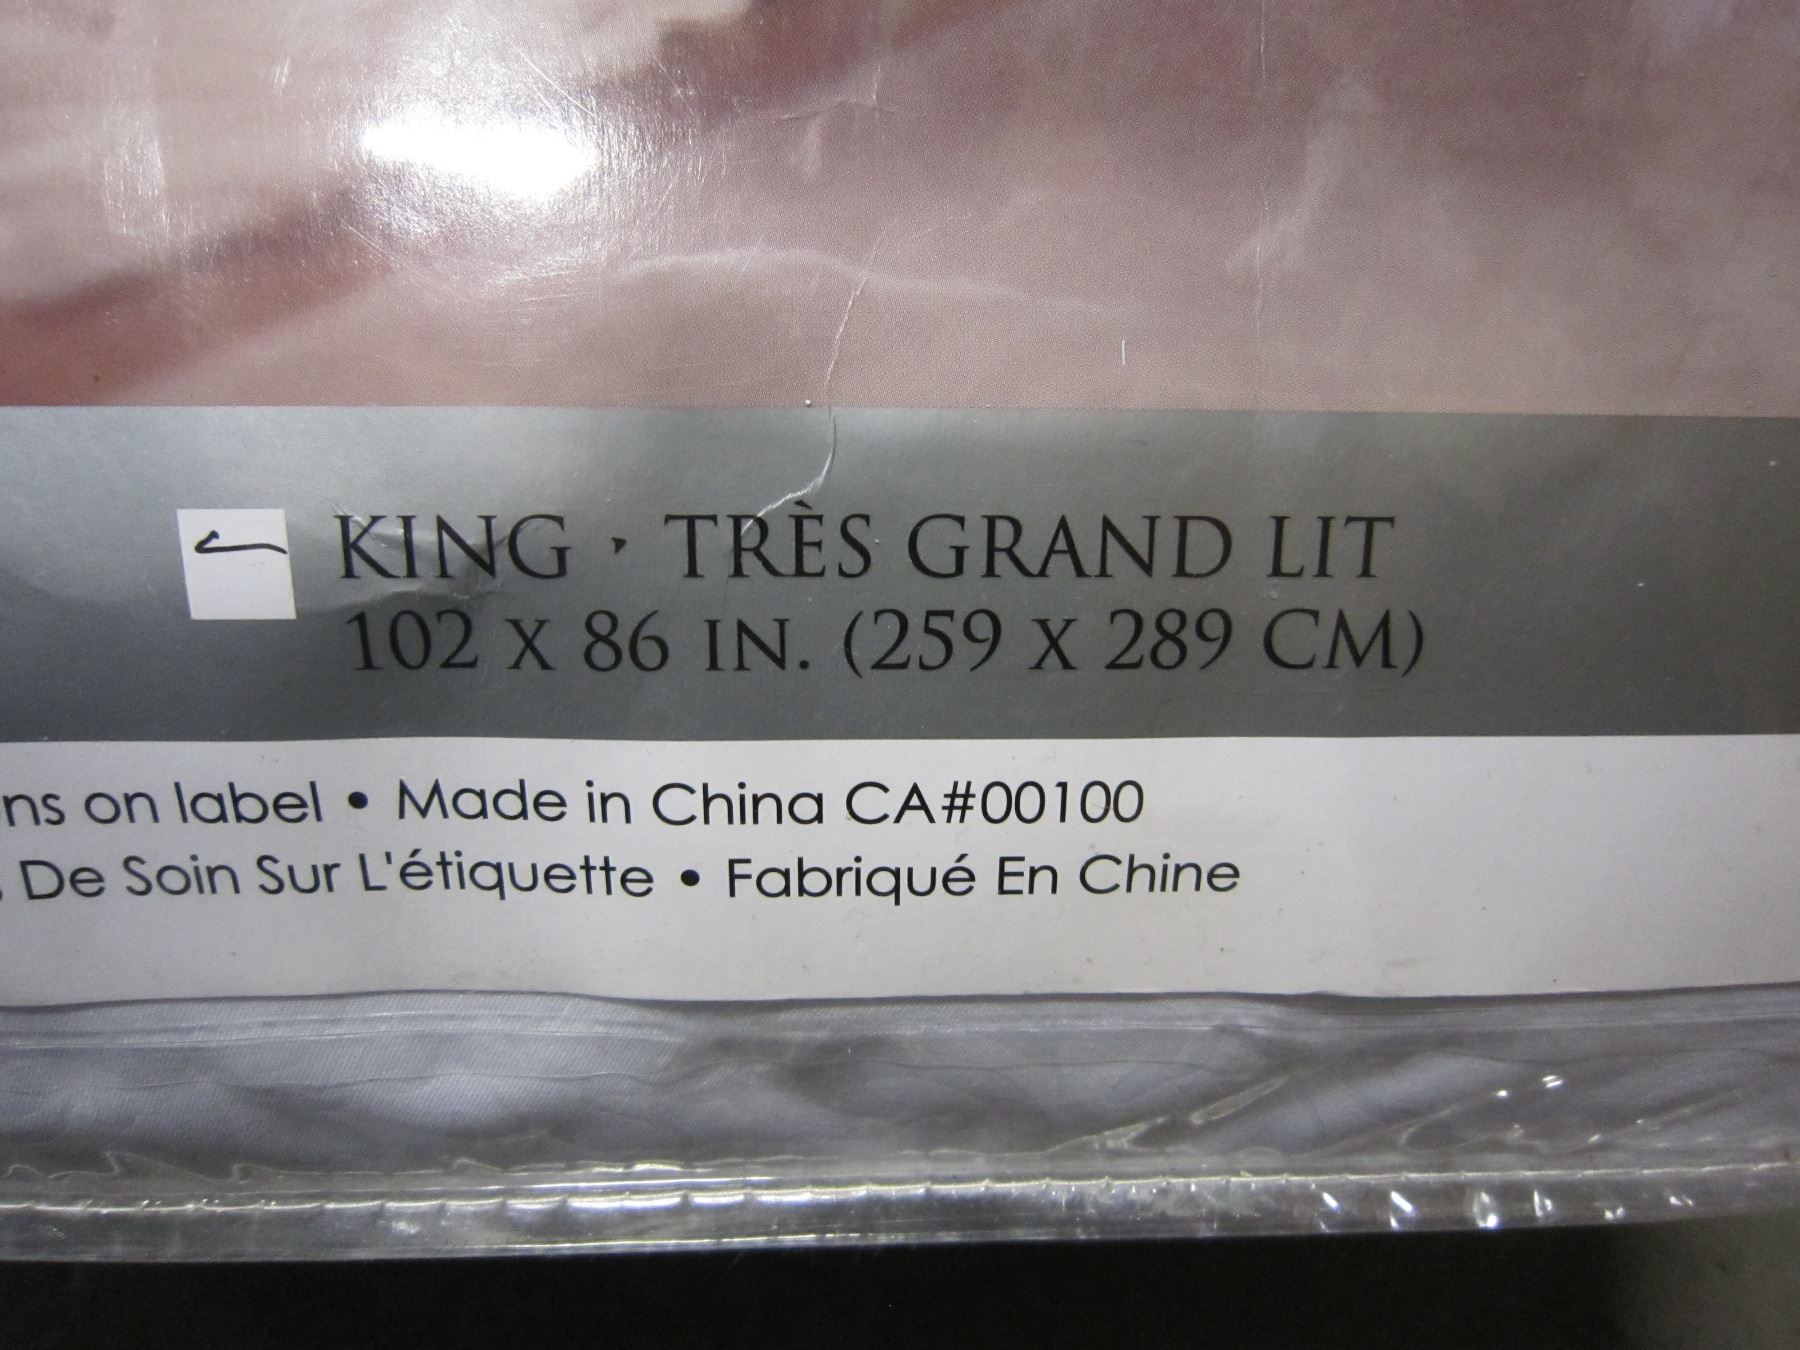 KING · TRÈS GRAND LIT
102 X 86 IN. (259 X 289 CM)
ns on label • Made in China CA#00100
De Soin Sur L'étiquette • Fabriqué En Chine